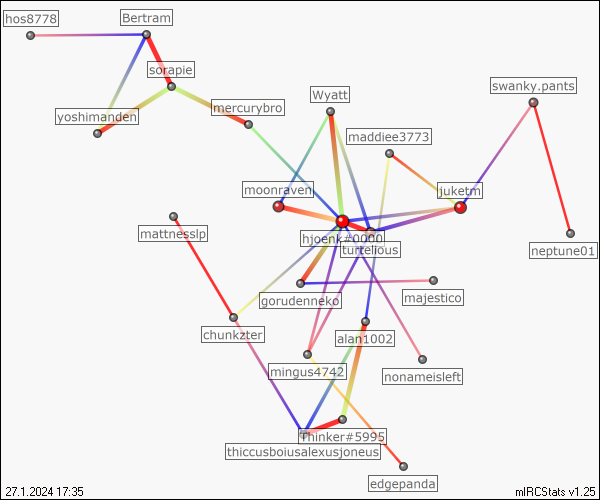 hos8778
Bertram
sorapie
swanky.pants
Wyatt
mercurybro
yoshimanden
maddiee3773
moonraven
juketm
mattnesslp
hjoenk#0000
turtelious
neptune01
gorudenneko
majestico
chunkzter
alan1002
mingus4742
nonameisleft
Thinker#5995
thiccusboiusalexusjoneus
edgepanda
27.1.2024 17:35
mIRCStats v1.25